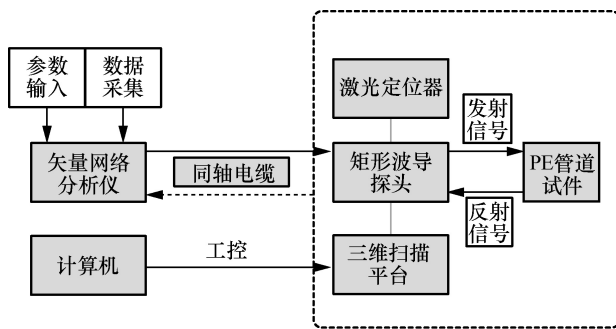 参数
输入
数据
采集
激光定位器
发射
信号
矢量网络
分析仪
同轴电缆
矩形波导
探头
PE管道
试件
反射
信号
计算机
工控
三维扫描
平台